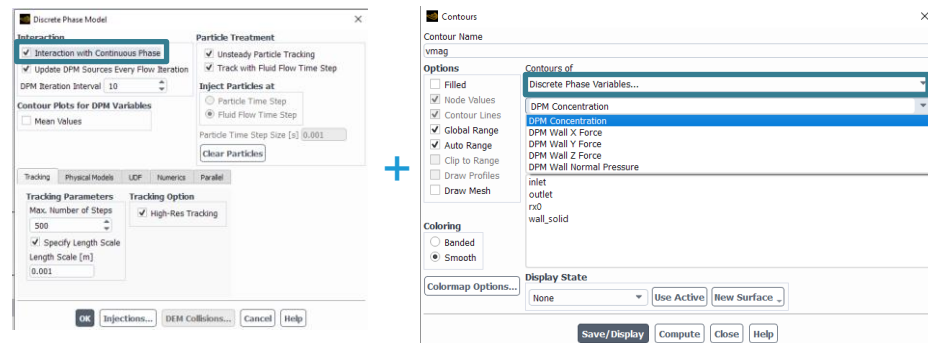 Discrete Phase Model
Interaction
Interaction with Continuous Phase
Update DPM Sources Every Flow Iteration
DPM Iteration Interval 10
Contour Plots for DPM Variables
Mean Values
Particle Treatment
Unsteady Particle Tracking
Track with Fluid Flow Time Step
Inject Particles at
Particle Time Step
Fluid Flow Time Step
Particle Time Step Size [s] 0.001
Clear Particles
Tracking Physical Models UDF Numerics Parallel
Tracking Parameters
Max. Number of Steps
500
Specify Length Scale
Length Scale [m]
0.001
Tracking Option
High-Res Tracking
OK Injections... DEM Collisions... Cancel Help
+
Contours
Contour Name
vmag
Options
Filled
Node Values
Contour Lines
Global Range
Auto Range
Clip to Range
Draw Profiles
Draw Mesh
Coloring
Banded
Smooth
Colormap Options...
Contours of
Discrete Phase Variables...
DPM Concentration
DPM Concentration
DPM Wall X Force
DPM Wall Y Force
DPM Wall Z Force
DPM Wall Normal Pressure
inlet
outlet
rx0
wall_solid
Display State
None Use Active New Surface
Save/Display Compute Close Help